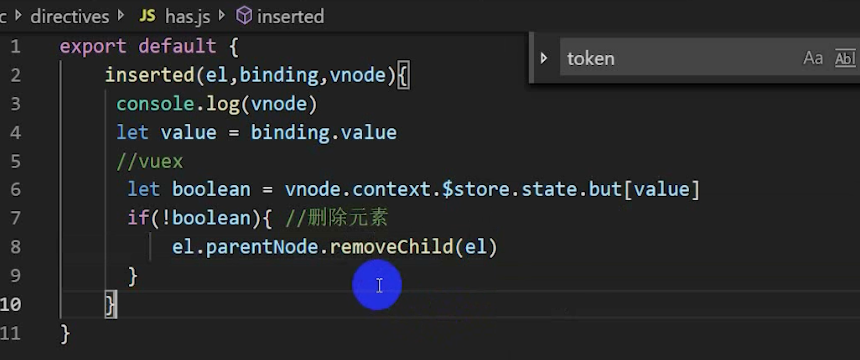 c > directives > JS has.js > inserted
token Aa Abl
1 export default {
2 inserted(el,binding,vnode){
3 console.log(vnode)
4 let value = binding.value
5 //vuex
6 let boolean = vnode.context.$store.state.but[value]
7 if(!boolean){ //删除元素
8 el.parentNode.removeChild(el)
9 }
10 }
11 }